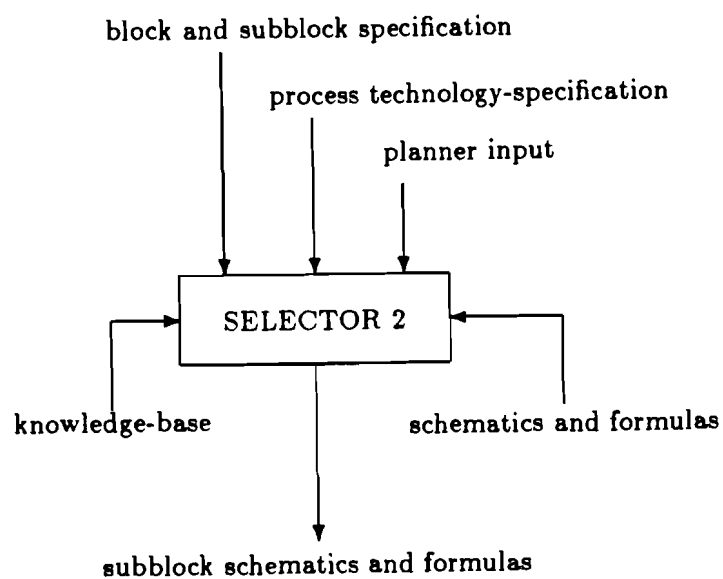 block and subblock specification
process technology-specification
planner input
SELECTOR 2
knowledge-base
schematics and formulas
subblock schematics and formulas